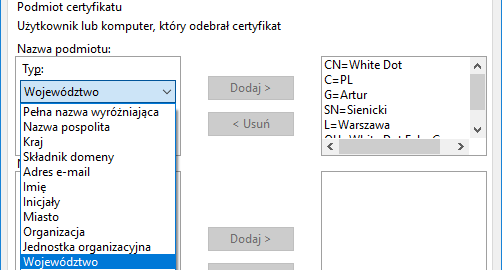 Podmiot certyfikatu
Użytkownik lub komputer, który odebrał certyfikat
Nazwa podmiotu:
Typ:
Województwo
Pełna nazwa wyróżniająca
Nazwa pospolita
Kraj
Składnik domeny
Adres e-mail
Imię
Inicjały
Miasto
Organizacja
Jednostka organizacyjna
Województwo
Dodaj >
< Usuń
CN=White Dot
C=PL
G=Artur
SN=Sienicki
L=Warszawa
Dodaj >